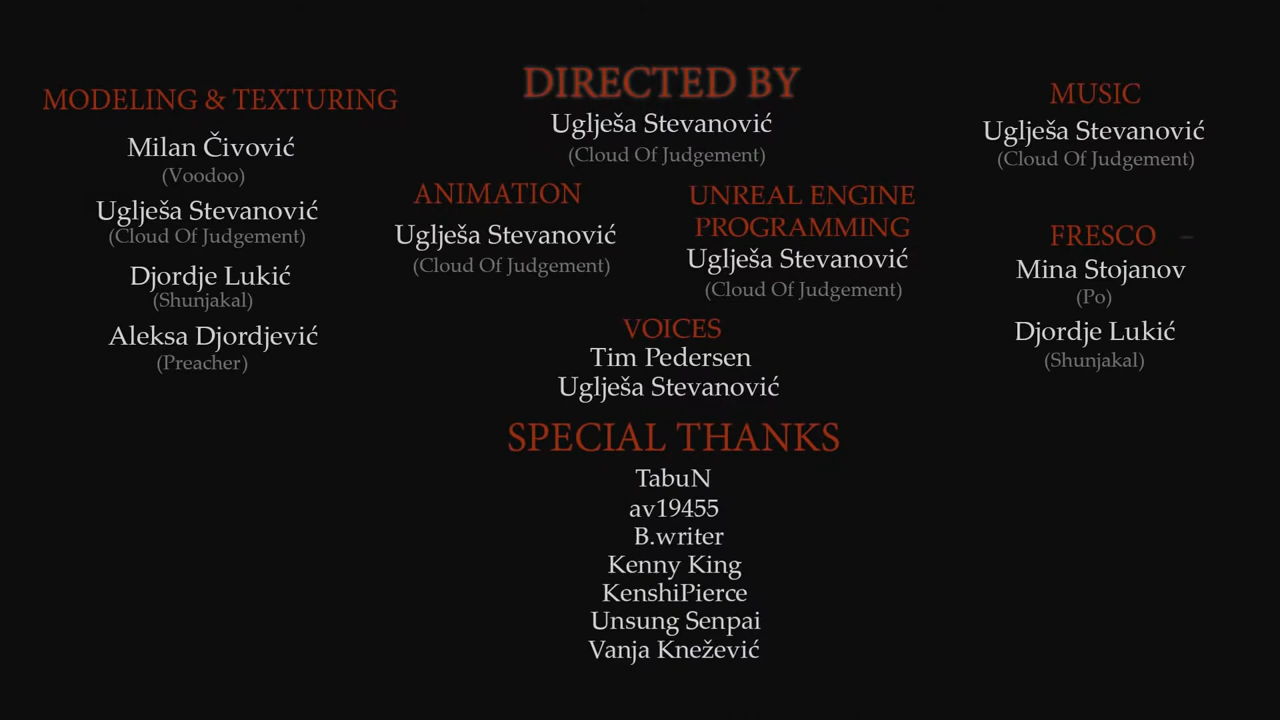 MODELING & TEXTURING
Milan Čivović
(Voodoo)
Uglješa Stevanović
(Cloud Of Judgement)
Djordje Lukić
(Shunjakal)
Aleksa Djordjević
(Preacher)
DIRECTED BY
Uglješa Stevanović
(Cloud Of Judgement)
ANIMATION
Uglješa Stevanović
(Cloud Of Judgement)
UNREAL ENGINE
PROGRAMMING
Uglješa Stevanović
(Cloud Of Judgement)
VOICES
Tim Pedersen
Uglješa Stevanović
MUSIC
Uglješa Stevanović
(Cloud Of Judgement)
FRESCO
Mina Stojanov
(Po)
Djordje Lukić
(Shunjakal)
SPECIAL THANKS
TabuN
av19455
B.writer
Kenny King
KenshiPierce
Unsung Senpai
Vanja Knežević